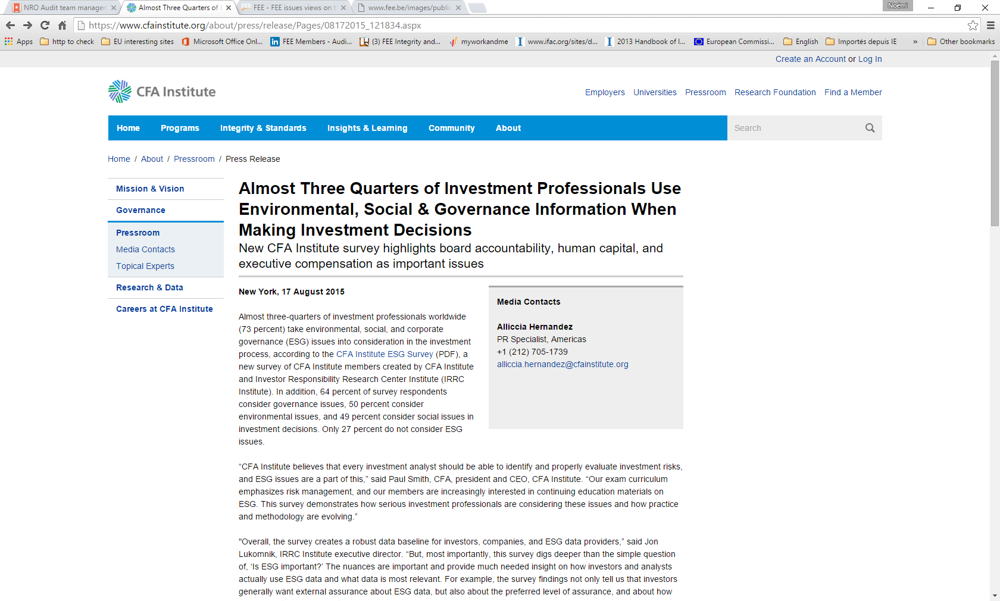 NRO Audit team managem
Almost Three Quarters of
FEE - FEE issues views on t
www.fee.be/images/public
Noémi
https://www.cfainstitute.org/about/press/release/Pages/08172015_121834.aspx
Apps
http to check
EU interesting sites
Microsoft Office Onl...
FEE Members - Audi...
(3) FEE Integrity and...
myworkandme
www.ifac.org/sites/d...
2013 Handbook of I...
European Commissi...
English
Importés depuis IE
»
Other bookmarks
Create an Account or Log In
CFA Institute
Employers Universities Pressroom Research Foundation Find a Member
Home Programs Integrity & Standards Insights & Learning Community About
Search
Home / About / Pressroom / Press Release
Mission & Vision
Governance
Pressroom
Media Contacts
Topical Experts
Research & Data
Careers at CFA Institute
Almost Three Quarters of Investment Professionals Use
Environmental, Social & Governance Information When
Making Investment Decisions
New CFA Institute survey highlights board accountability, human capital, and
executive compensation as important issues
New York, 17 August 2015
Almost three-quarters of investment professionals worldwide
(73 percent) take environmental, social, and corporate
governance (ESG) issues into consideration in the investment
process, according to the CFA Institute ESG Survey (PDF), a
new survey of CFA Institute members created by CFA Institute
and Investor Responsibility Research Center Institute (IRRC
Institute). In addition, 64 percent of survey respondents
consider governance issues, 50 percent consider
environmental issues, and 49 percent consider social issues in
investment decisions. Only 27 percent do not consider ESG
issues.
Media Contacts
Alliccia Hernandez
PR Specialist, Americas
+1 (212) 705-1739
alliccia.hernandez@cfainstitute.org
“CFA Institute believes that every investment analyst should be able to identify and properly evaluate investment risks,
and ESG issues are a part of this,” said Paul Smith, CFA, president and CEO, CFA Institute. “Our exam curriculum
emphasizes risk management, and our members are increasingly interested in continuing education materials on
ESG. This survey demonstrates how serious investment professionals are considering these issues and how practice
and methodology are evolving.”
"Overall, the survey creates a robust data baseline for investors, companies, and ESG data providers,” said Jon
Lukomnik, IRRC Institute executive director. “But, most importantly, this survey digs deeper than the simple question
of, ‘Is ESG important?’ The nuances are important and provide much needed insight on how investors and analysts
actually use ESG data and what data is most relevant. For example, the survey findings not only tell us that investors
generally want external assurance about ESG data, but also about the preferred level of assurance, and about how